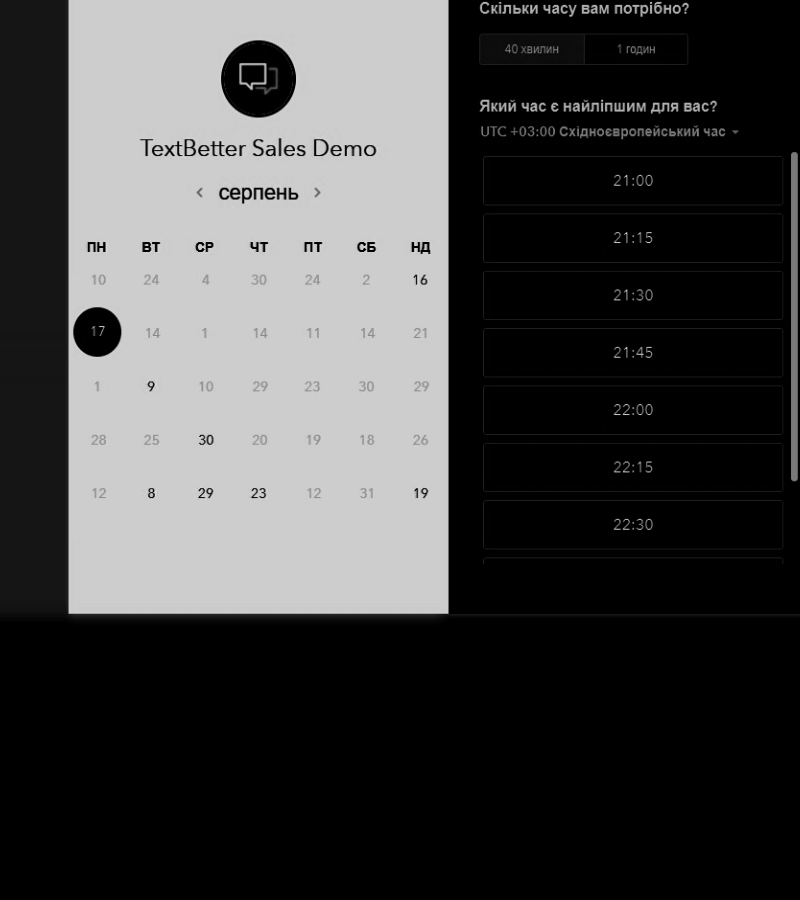 TextBetter Sales Demo
серпень
ПН ВТ СР ЧТ ПТ СБ НД
10 24 4 30 24 2 16
17 14 1 14 11 14 21
1 9 10 29 23 30 29
28 25 30 20 19 18 26
12 8 29 23 12 31 19
Скільки часу вам потрібно?
40 хвилин 1 годин
Який час є найліпшим для вас?
UTC +03:00 Східноєвропейський час
21:00
21:15
21:30
21:45
22:00
22:15
22:30